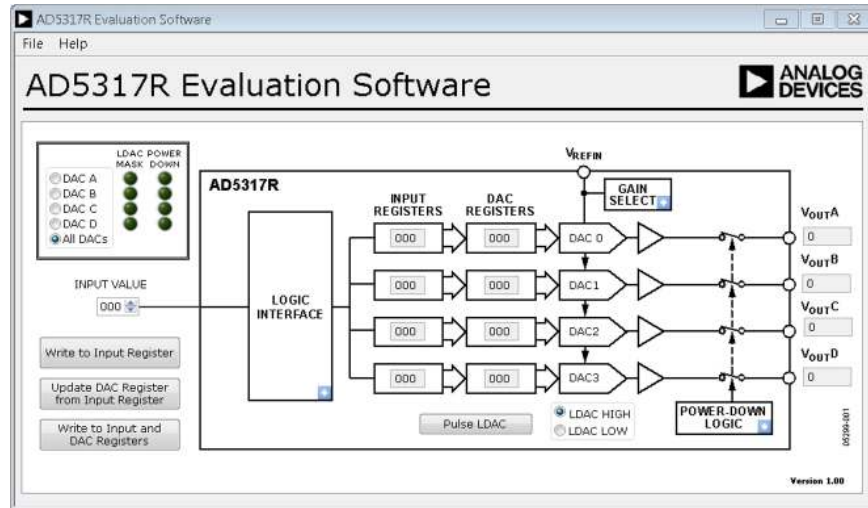 AD5317R Evaluation Software
File Help
AD5317R Evaluation Software
ANALOG
DEVICES
LDAC POWER
MASK DOWN
DAC A
DAC B
DAC C
DAC D
All DACs
INPUT VALUE
000
Write to Input Register
Update DAC Register
from Input Register
Write to Input and
DAC Registers
AD5317R
LOGIC
INTERFACE
INPUT
REGISTERS
DAC
REGISTERS
VREFIN
GAIN
SELECT
000 000 DAC 0
000 000 DAC1
000 000 DAC2
000 000 DAC3
Pulse LDAC
LDAC HIGH
LDAC LOW
POWER-DOWN
LOGIC
VOUTA
0
VOUTB
0
VOUTC
0
VOUTD
0
Version 1.00